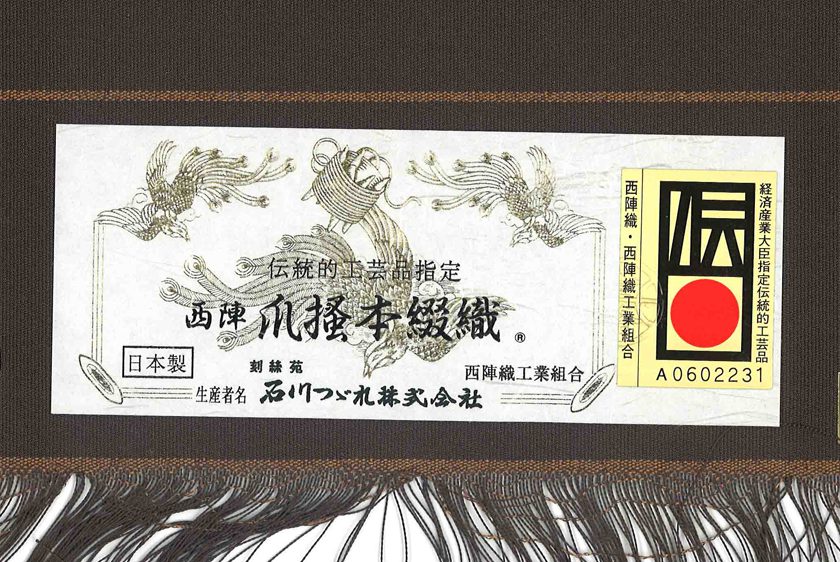 伝統的工芸品指定
西陣 爪掻本綴織 ®
日本製
刻絲苑
生産者名 石川つづれ株式会社
西陣織工業組合
西陣織・西陣織工業組合
伝
経済産業大臣指定伝統的工芸品
A0602231